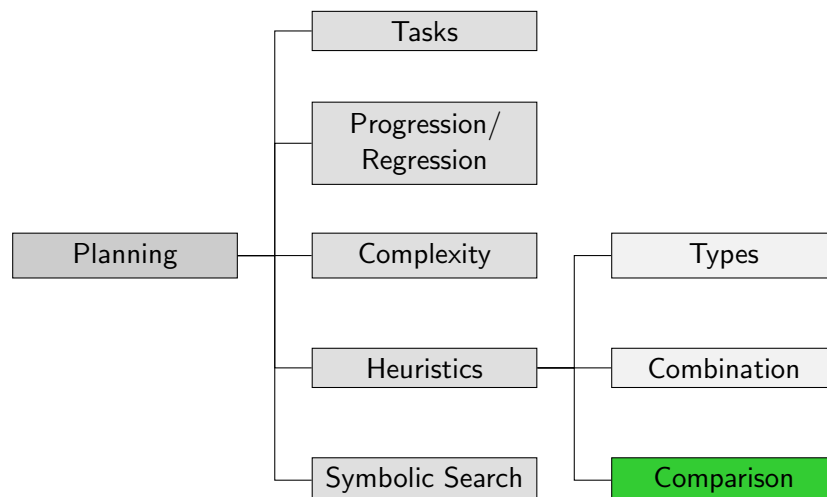 Tasks
Progression/
Regression
Planning
Complexity
Types
Heuristics
Combination
Symbolic Search
Comparison